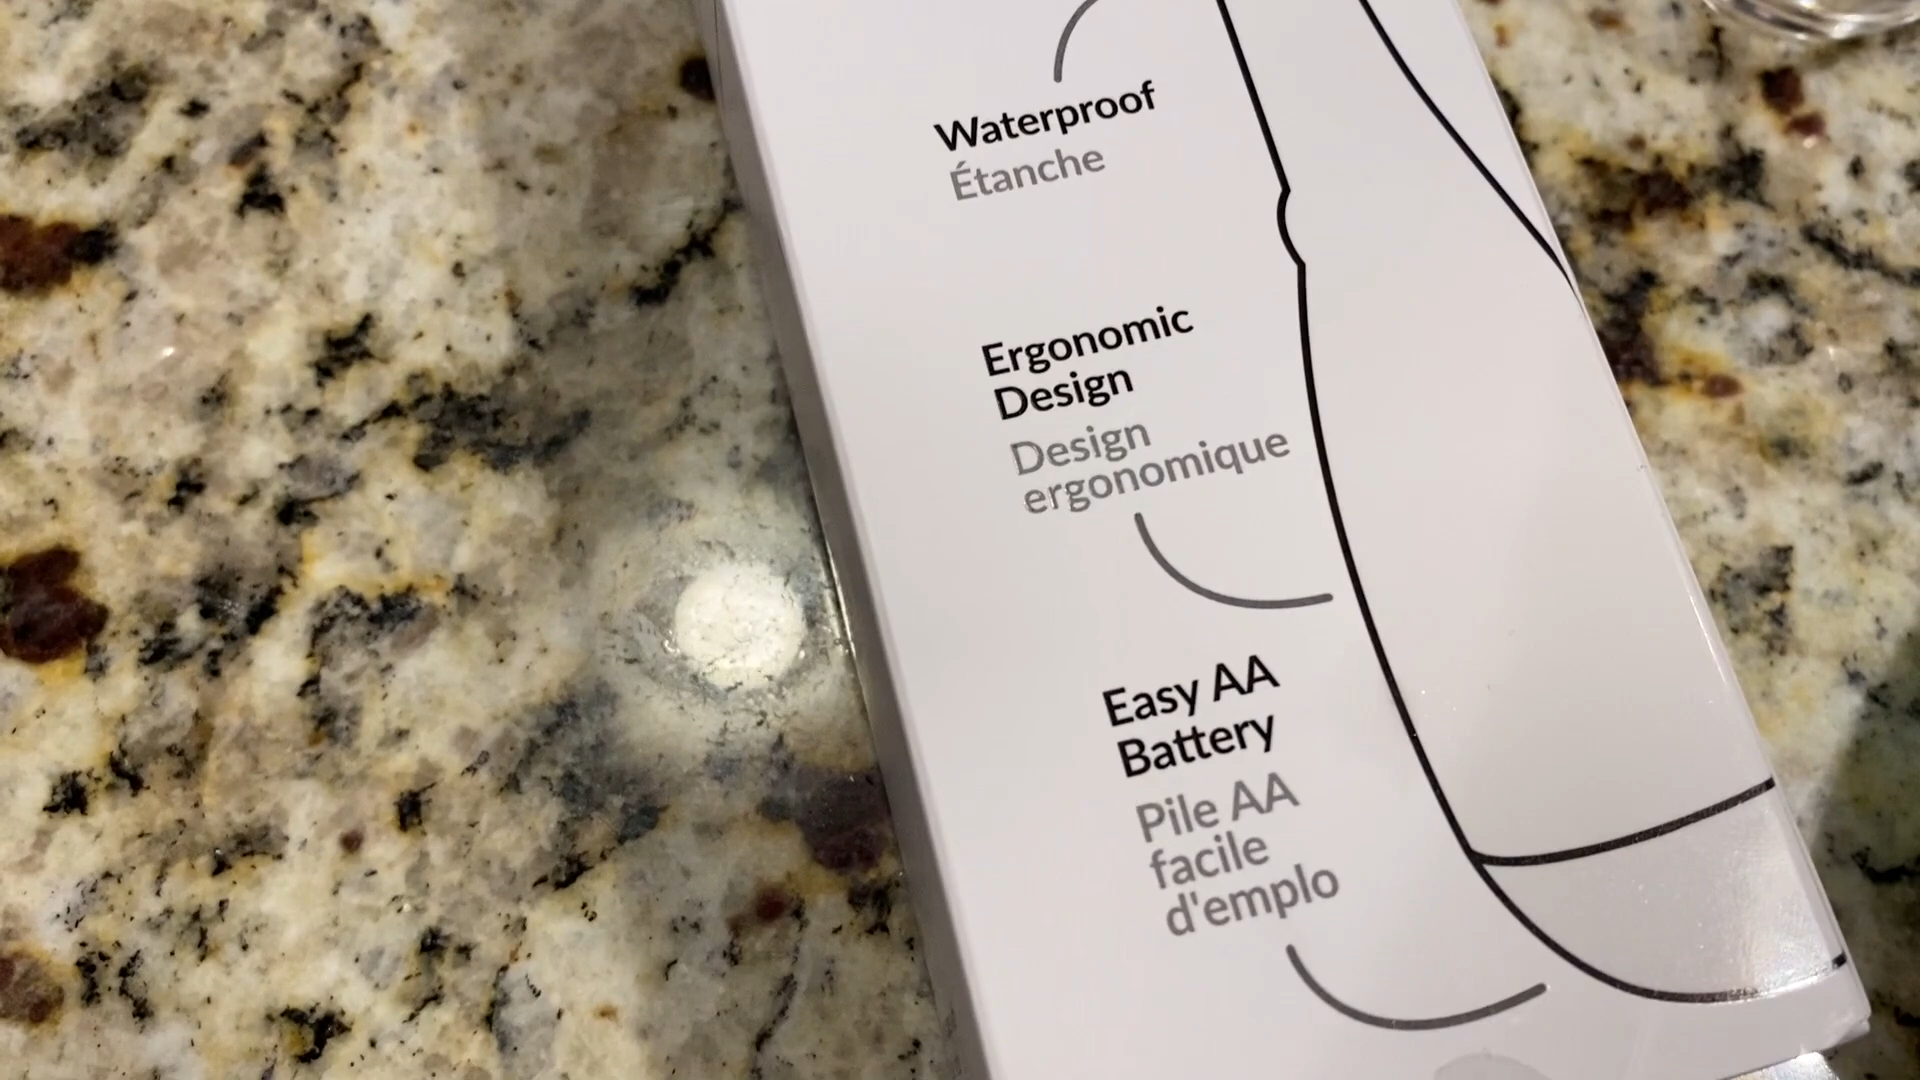 Waterproof
Étanche
Ergonomic
Design
Design
ergonomique
Easy AA
Battery
Pile AA
facile
d'emplo